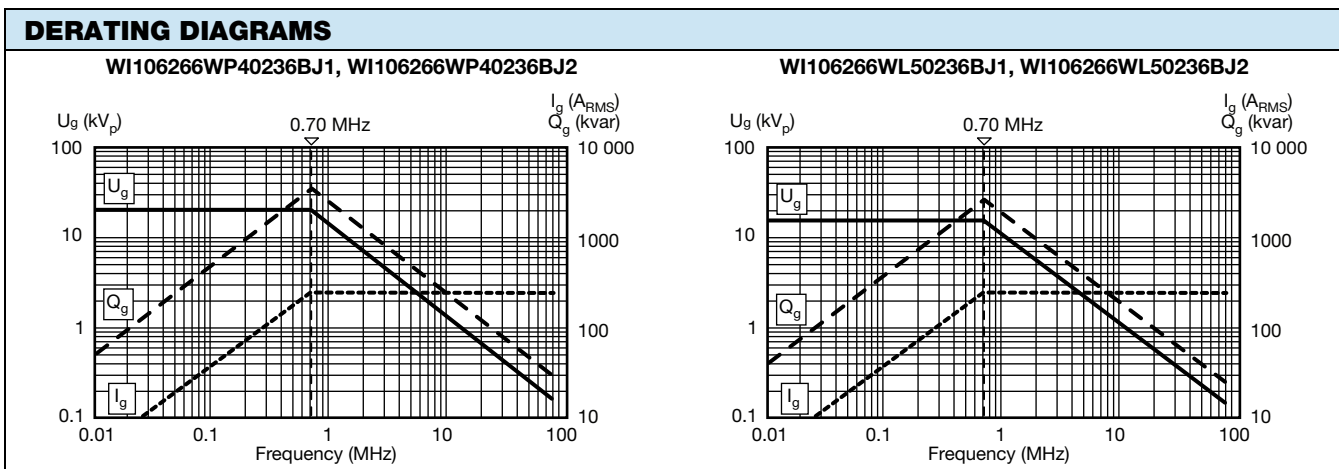 DERATING DIAGRAMS
WI106266WP40236BJ1, WI106266WP40236BJ2
Ug (kVp)
0.70 MHz
Ig (ARMS)
Qg (kvar)
100
10
1
0.1
10 000
1000
100
10
Ug
Qg
Ig
0.01 0.1 1 10 100
Frequency (MHz)
WI106266WL50236BJ1, WI106266WL50236BJ2
Ug (kVp)
0.70 MHz
Ig (ARMS)
Qg (kvar)
100
10
1
0.1
10 000
1000
100
10
Ug
Qg
Ig
0.01 0.1 1 10 100
Frequency (MHz)